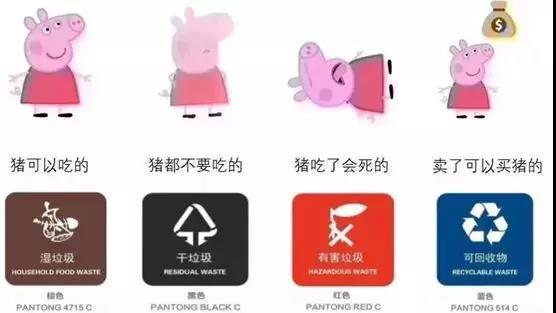 $
猪可以吃的 猪都不要吃的 猪吃了会死的 卖了可以买猪的
湿垃圾 干垃圾 有害垃圾 可回收物
HOUSEHOLD FOOD WASTE RESIDUAL WASTE HAZARDOUS WASTE RECYCLABLE WASTE
棕色 黑色 红色 蓝色
PANTONG 4715 C PANTONG BLACK C PANTONG RED C PANTONG 514 C